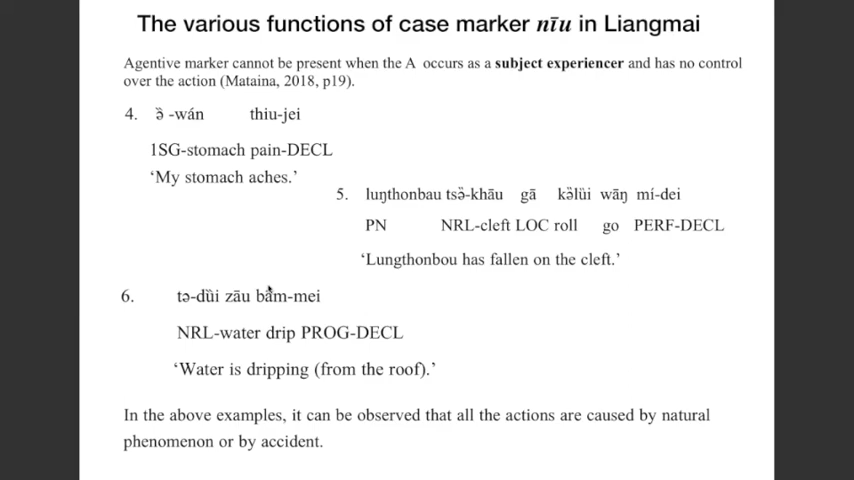 The various functions of case marker nīu in Liangmai
Agentive marker cannot be present when the A occurs as a subject experiencer and has no control
over the action (Mataina, 2018, p19).
4. ə̏ -wán thiu-jei
1SG-stomach pain-DECL
‘My stomach aches.’
5. luŋthonbau tsə̏-khāu gā kə̏lüi wāŋ mí-dei
PN NRL-cleft LOC roll go PERF-DECL
‘Lungthonbou has fallen on the cleft.’
6. tə-dȕi zāu bām-mei
NRL-water drip PROG-DECL
‘Water is dripping (from the roof).’
In the above examples, it can be observed that all the actions are caused by natural
phenomenon or by accident.